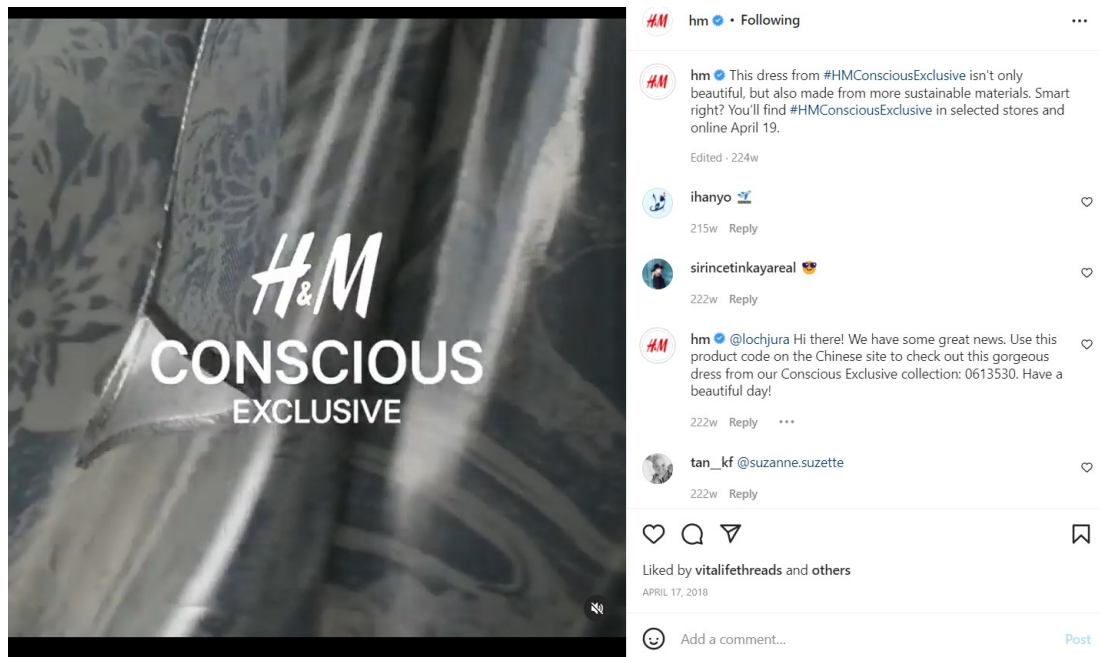 H&M
CONSCIOUS
EXCLUSIVE
H&M
hm • Following
H&M
hm This dress from #HMConsciousExclusive isn't only
beautiful, but also made from more sustainable materials. Smart
right? You'll find #HMConsciousExclusive in selected stores and
online April 19.
Edited · 224w
ihanyo
215w Reply
sirincetinkayareal
222w Reply
H&M
hm @lochjura Hi there! We have some great news. Use this
product code on the Chinese site to check out this gorgeous
dress from our Conscious Exclusive collection: 0613530. Have a
beautiful day!
222w Reply
tan__kf @suzanne.suzette
222w Reply
Liked by vitalifethreads and others
APRIL 17, 2018
Add a comment... Post